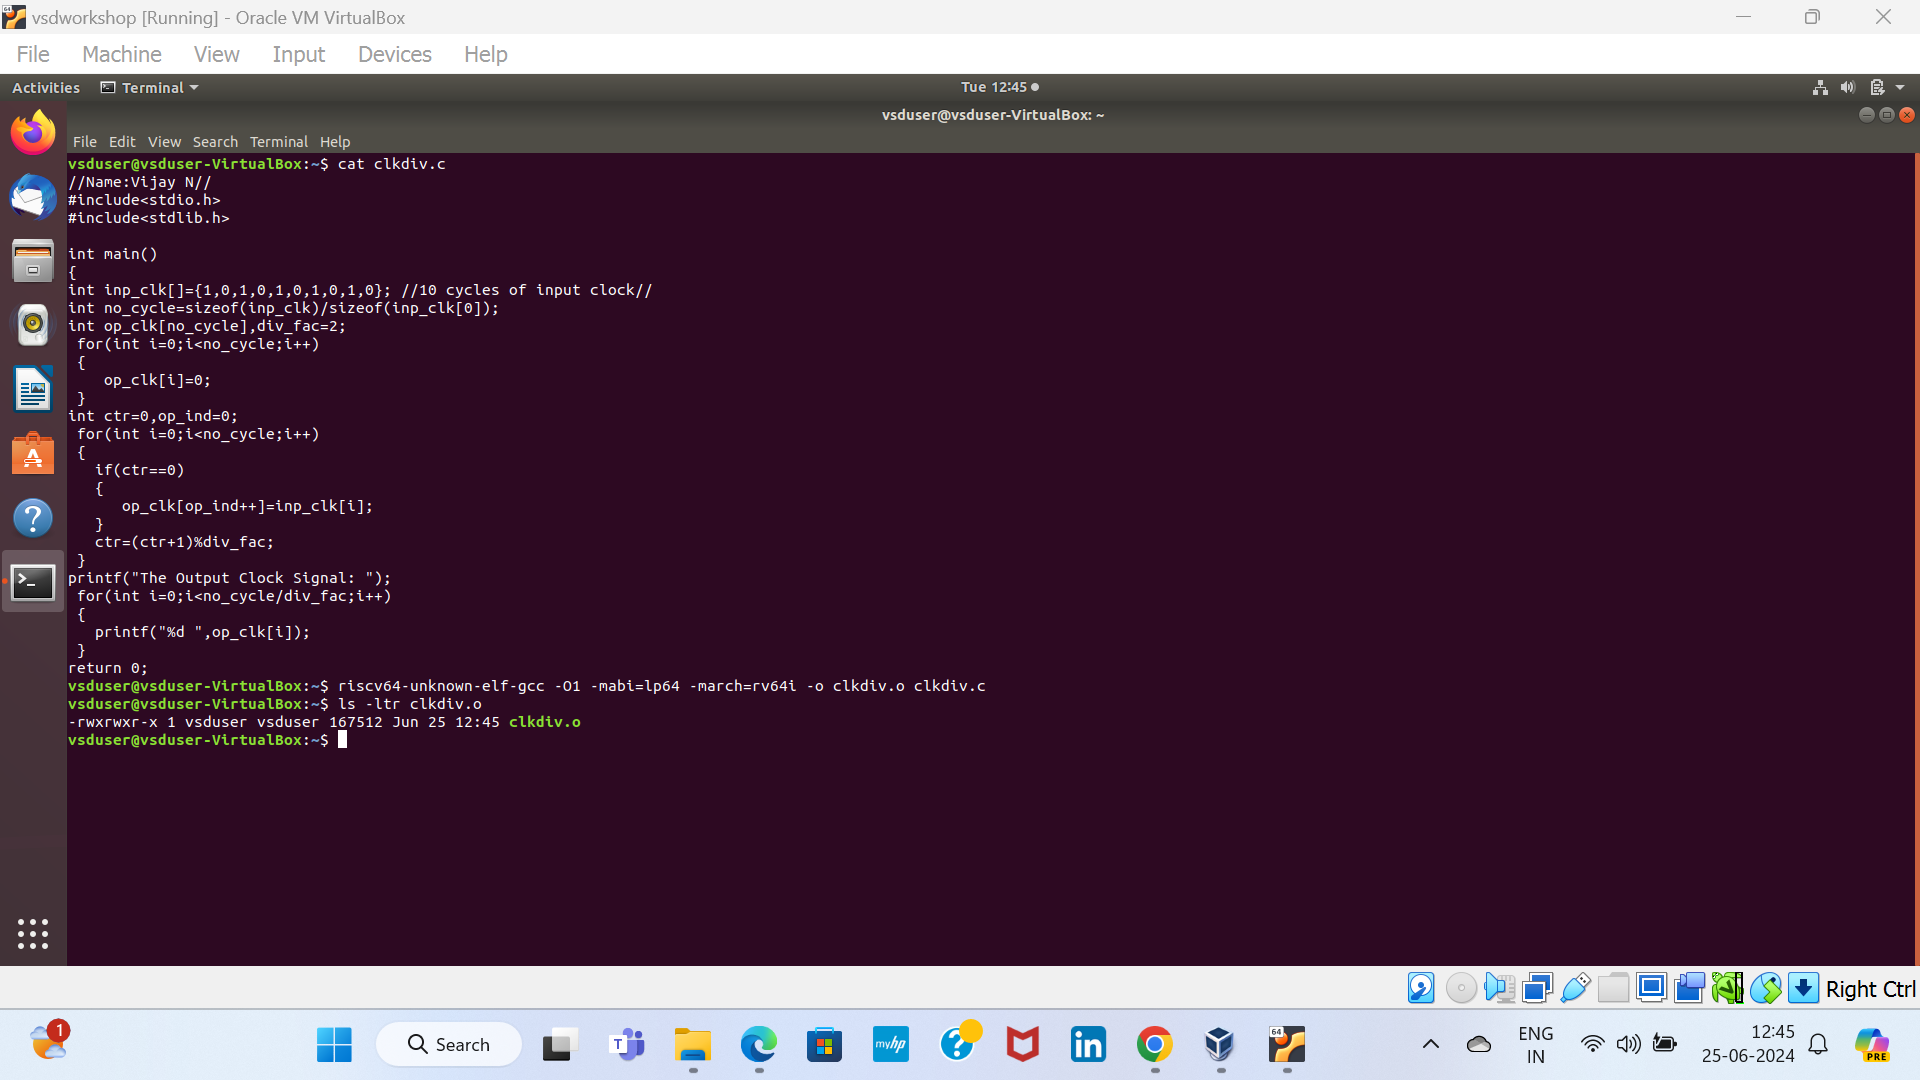 vsdworkshop [Running] - Oracle VM VirtualBox
File Machine View Input Devices Help
Activities Terminal Tue 12:45
vsduser@vsduser-VirtualBox: ~
File Edit View Search Terminal Help
vsduser@vsduser-VirtualBox:~$ cat clkdiv.c
//Name:Vijay N//
#include<stdio.h>
#include<stdlib.h>
int main()
{
int inp_clk[]={1,0,1,0,1,0,1,0,1,0}; //10 cycles of input clock//
int no_cycle=sizeof(inp_clk)/sizeof(inp_clk[0]);
int op_clk[no_cycle],div_fac=2;
for(int i=0;i<no_cycle;i++)
{
op_clk[i]=0;
}
int ctr=0,op_ind=0;
for(int i=0;i<no_cycle;i++)
{
if(ctr==0)
{
op_clk[op_ind++]=inp_clk[i];
}
ctr=(ctr+1)%div_fac;
}
printf("The Output Clock Signal: ");
for(int i=0;i<no_cycle/div_fac;i++)
{
printf("%d ",op_clk[i]);
}
return 0;
vsduser@vsduser-VirtualBox:~$ riscv64-unknown-elf-gcc -O1 -mabi=lp64 -march=rv64i -o clkdiv.o clkdiv.c
vsduser@vsduser-VirtualBox:~$ ls -ltr clkdiv.o
-rwxrwxr-x 1 vsduser vsduser 167512 Jun 25 12:45 clkdiv.o
vsduser@vsduser-VirtualBox:~$
Right Ctrl
1
Search
T
myhp
?
in
64
ENG
IN
12:45
25-06-2024
PRE